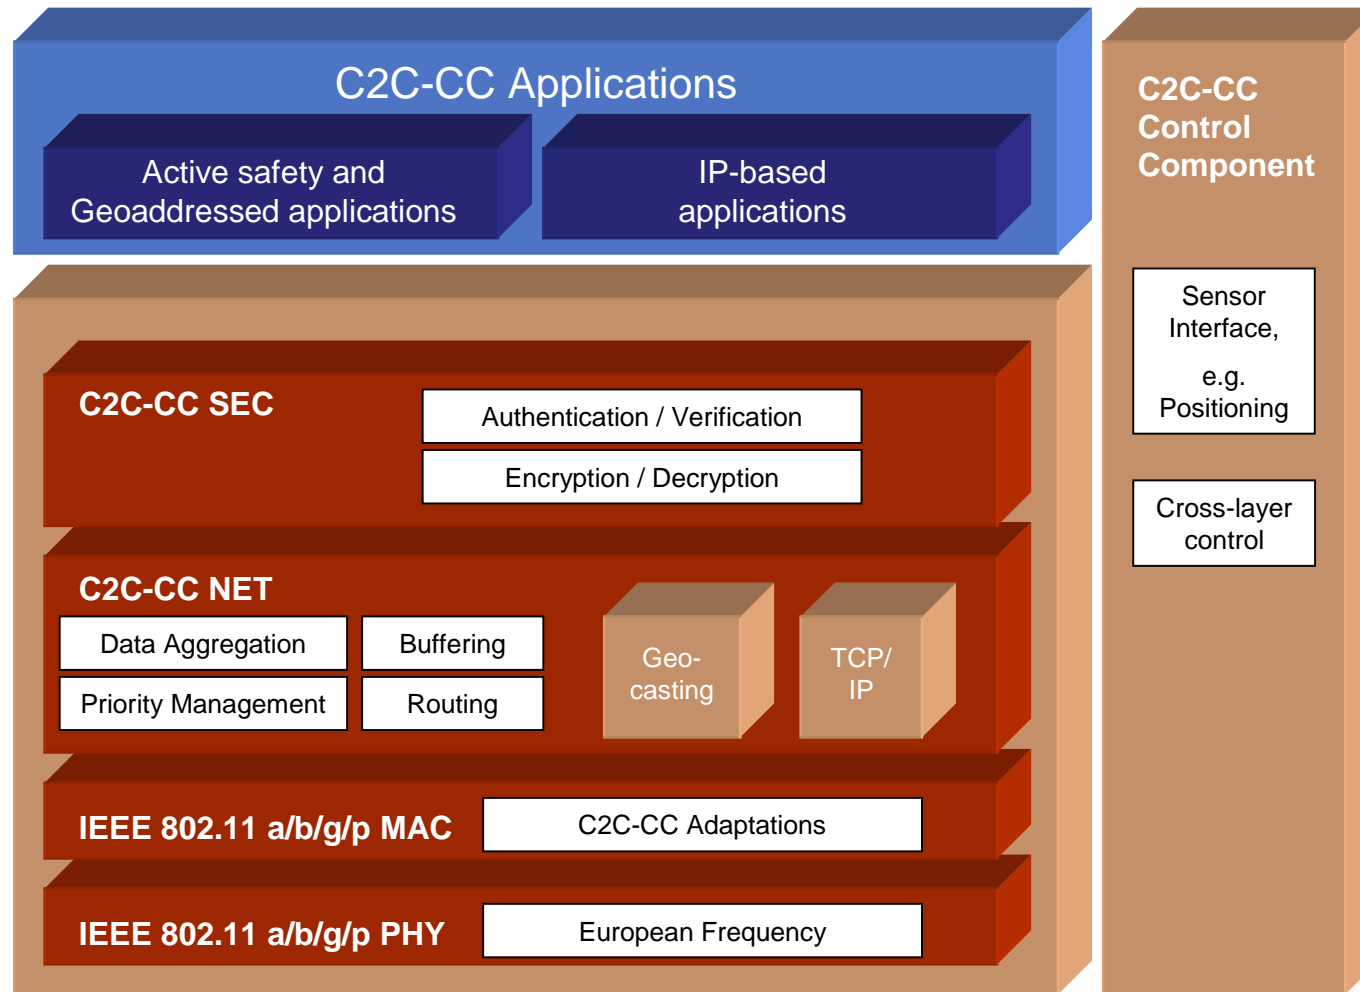 C2C-CC Applications
Active safety and
Geoaddressed applications
IP-based
applications
C2C-CC SEC
Authentication / Verification
Encryption / Decryption
C2C-CC NET
Data Aggregation
Buffering
Priority Management
Routing
Geo-
casting
TCP/
IP
IEEE 802.11 a/b/g/p MAC
C2C-CC Adaptations
IEEE 802.11 a/b/g/p PHY
European Frequency
C2C-CC
Control
Component
Sensor
Interface,
e.g.
Positioning
Cross-layer
control